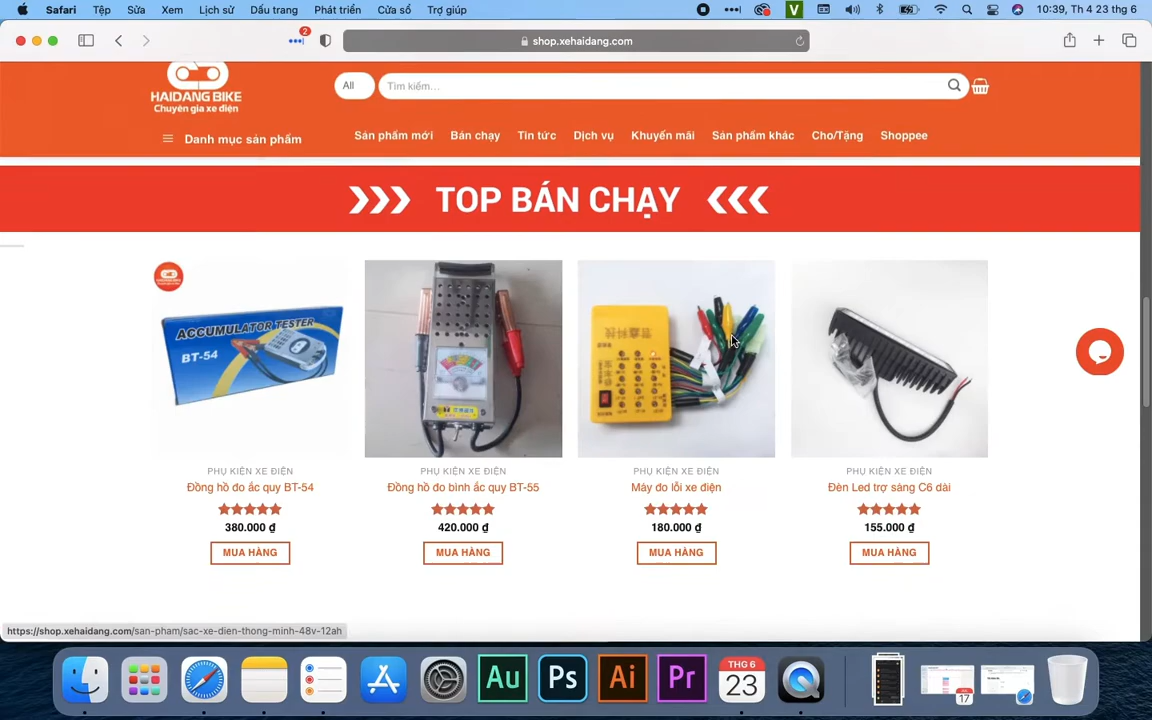 Safari Tệp Sửa Xem Lịch sử Dấu trang Phát triển Cửa sổ Trợ giúp V 10:39, Th 4 23 thg 6
2
shop.xehaidang.com
HAIDANG BIKE
Chuyên gia xe điện
All
Tìm kiếm...
Danh mục sản phẩm
Sản phẩm mới Bán chạy Tin tức Dịch vụ Khuyến mãi Sản phẩm khác Cho/Tặng Shoppee
TOP BÁN CHẠY
ACCUMULATOR TESTER
BT-54
PHỤ KIỆN XE ĐIỆN
Đồng hồ đo ắc quy BT-54
380.000 ₫
MUA HÀNG
PHỤ KIỆN XE ĐIỆN
Đồng hồ đo bình ắc quy BT-55
420.000 ₫
MUA HÀNG
PHỤ KIỆN XE ĐIỆN
Máy do lỗi xe điện
180.000 ₫
MUA HÀNG
PHỤ KIỆN XE ĐIỆN
Đèn Led trợ sáng C6 dài
155.000 ₫
MUA HÀNG
https://shop.xehaidang.com/san-pham/sac-xe-dien-thong-minh-48v-12ah
Au
Ps
Ai
Pr
THG 6
23
17